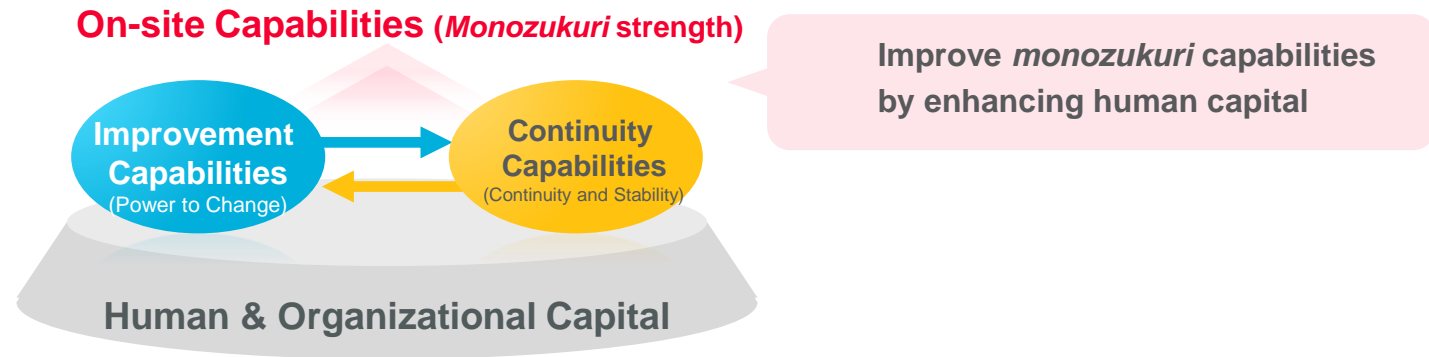 On-site Capabilities (Monozukuri strength)
Improve monozukuri capabilities
by enhancing human capital
Improvement
Capabilities
(Power to Change)
Continuity
Capabilities
(Continuity and Stability)
Human & Organizational Capital